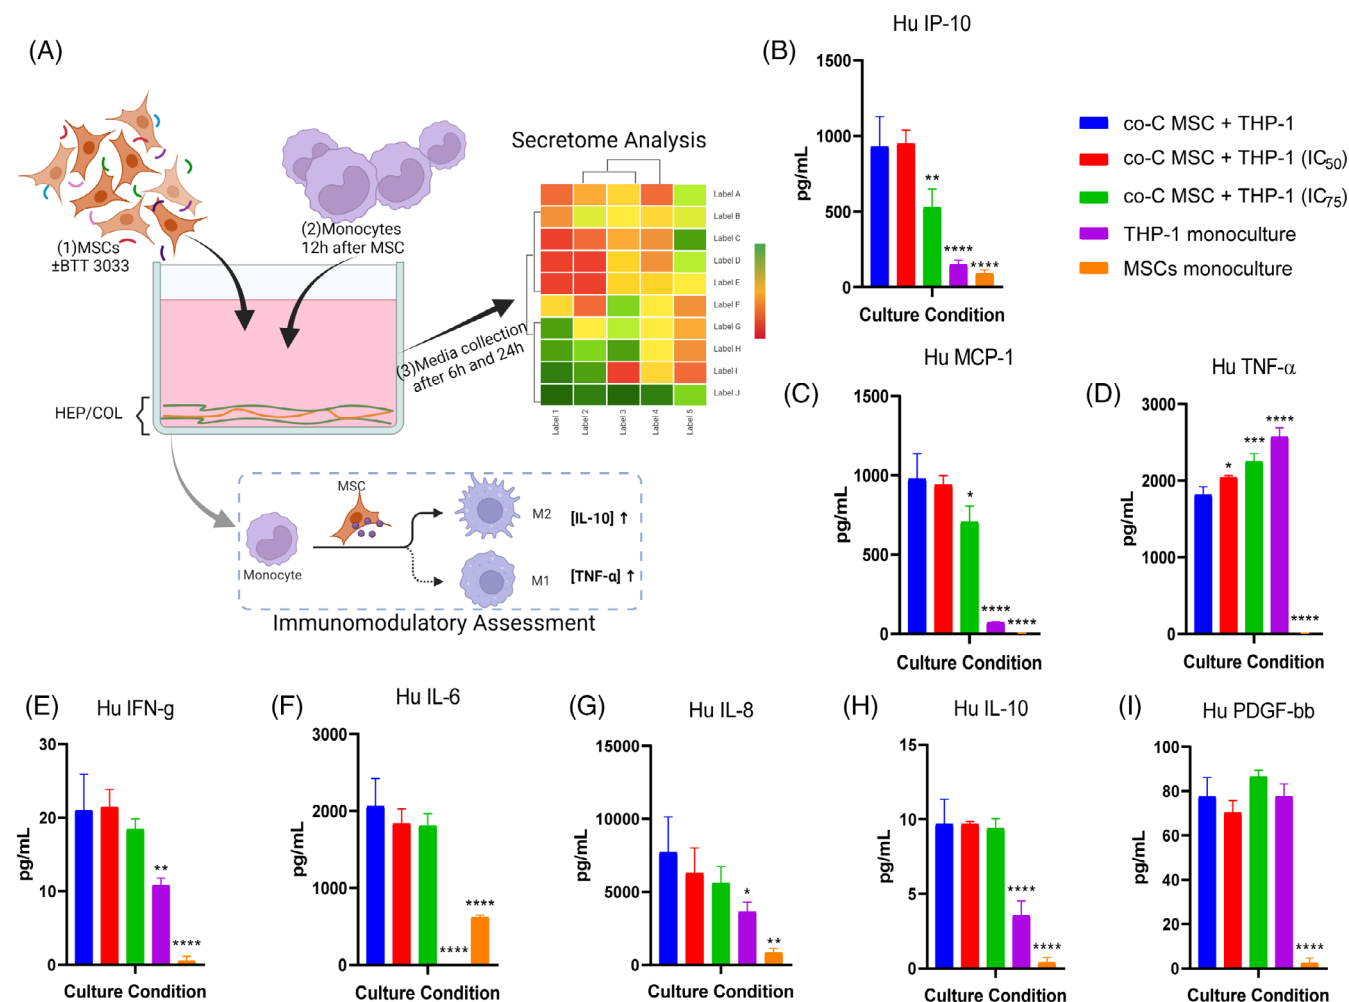 (A)
(1)MSCs
±BTT 3033
(2)Monocytes
12h after MSC
(3)Media collection
after 6h and 24h
HEP/COL
Secretome Analysis
Label A
Label B
Label C
Label D
Label E
Label F
Label G
Label H
Label I
Label J
Label 1
Label 2
Label 3
Label 4
Label 5
Monocyte
MSC
M2
[IL-10] ↑
M1
[TNF-α] ↑
Immunomodulatory Assessment
(B)
Hu IP-10
pg/mL
1500
1000
500
0
**
****
****
Culture Condition
co-C MSC + THP-1
co-C MSC + THP-1 (IC50)
co-C MSC + THP-1 (IC75)
THP-1 monoculture
MSCs monoculture
(C)
Hu MCP-1
pg/mL
1500
1000
500
0
*
****
****
Culture Condition
(D)
Hu TNF-α
pg/mL
3000
2000
1000
0
*
***
****
****
Culture Condition
(E)
Hu IFN-g
pg/mL
30
20
10
0
**
****
Culture Condition
(F)
Hu IL-6
pg/mL
3000
2000
1000
0
****
****
Culture Condition
(G)
Hu IL-8
pg/mL
15000
10000
5000
0
*
**
Culture Condition
(H)
Hu IL-10
pg/mL
15
10
5
0
****
****
Culture Condition
(I)
Hu PDGF-bb
pg/mL
100
80
60
40
20
0
****
Culture Condition